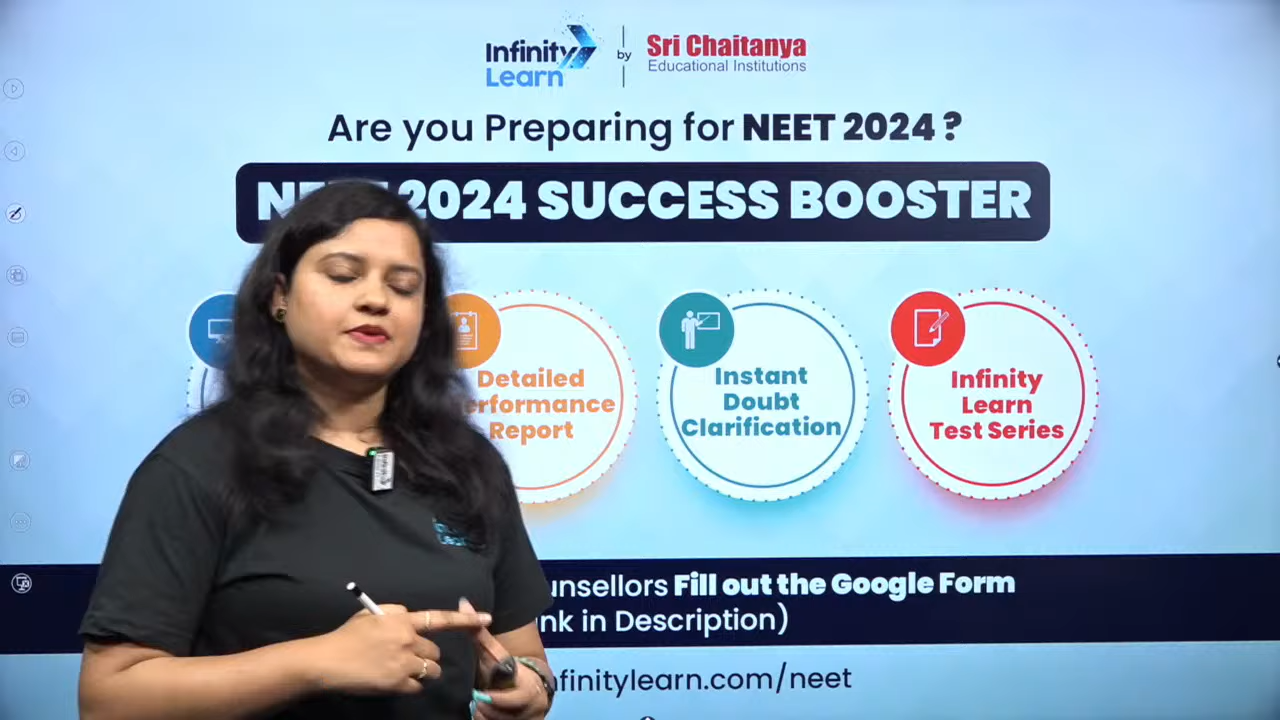 Infinity
Learn
by
Sri Chaitanya
Educational Institutions
Are you Preparing for NEET 2024 ?
2024 SUCCESS BOOSTER
Detailed
Report
Instant
Doubt
Clarification
Infinity
Learn
Test Series
Fill out the Google Form
in Description)